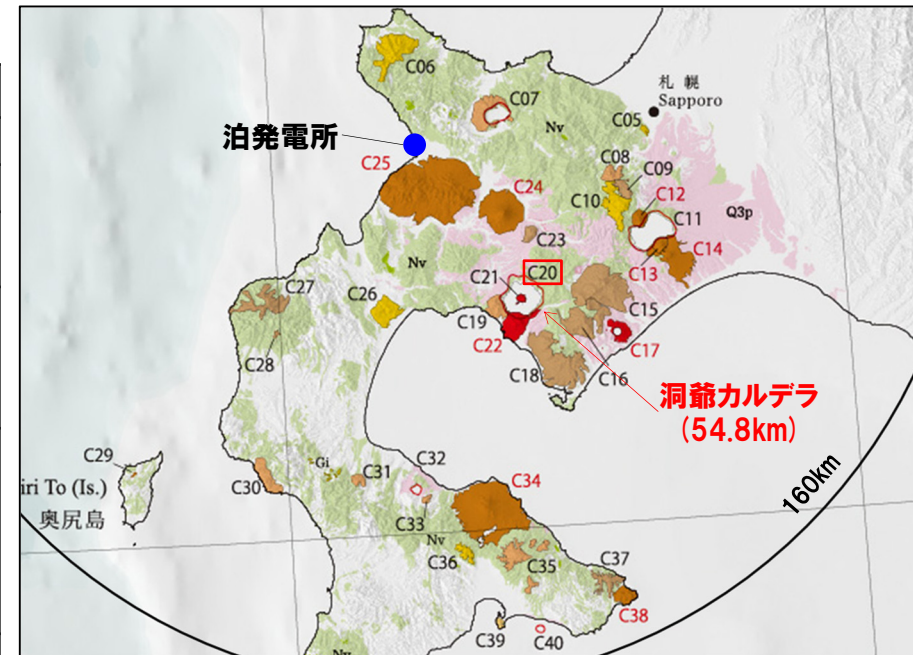 C06
C07
札 幌
Sapporo
C05
Nv
泊発電所
C25
C24
C08
C09
C10
C12
C11
Q3p
C23
C14
C13
Nv
C20
C21
C27
C26
C15
C19
C22
C17
C28
C18
C16
洞爺カルデラ
(54.8km)
C29
Gi
C31
C32
C34
160km
C30
iri To (Is.)
奥尻島
C33
Nv
C36
C35
C37
C38
C39
C40
Nv